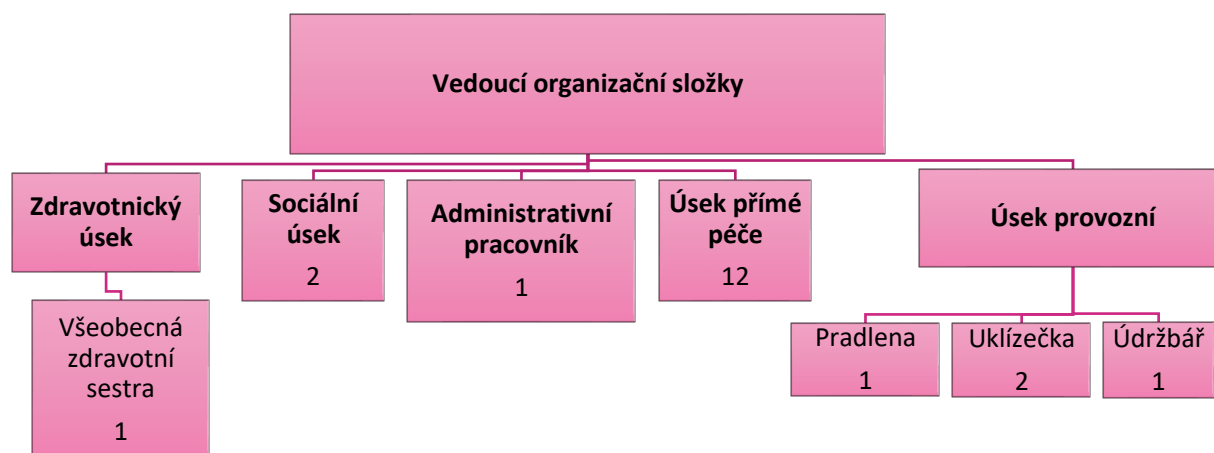 Vedoucí organizační složky
Zdravotnický
úsek
Sociální
úsek
2
Administrativní
pracovník
1
Úsek přímé
péče
12
Úsek provozní
Všeobecná
zdravotní
sestra
1
Pradlena
1
Uklízečka
2
Údržbář
1